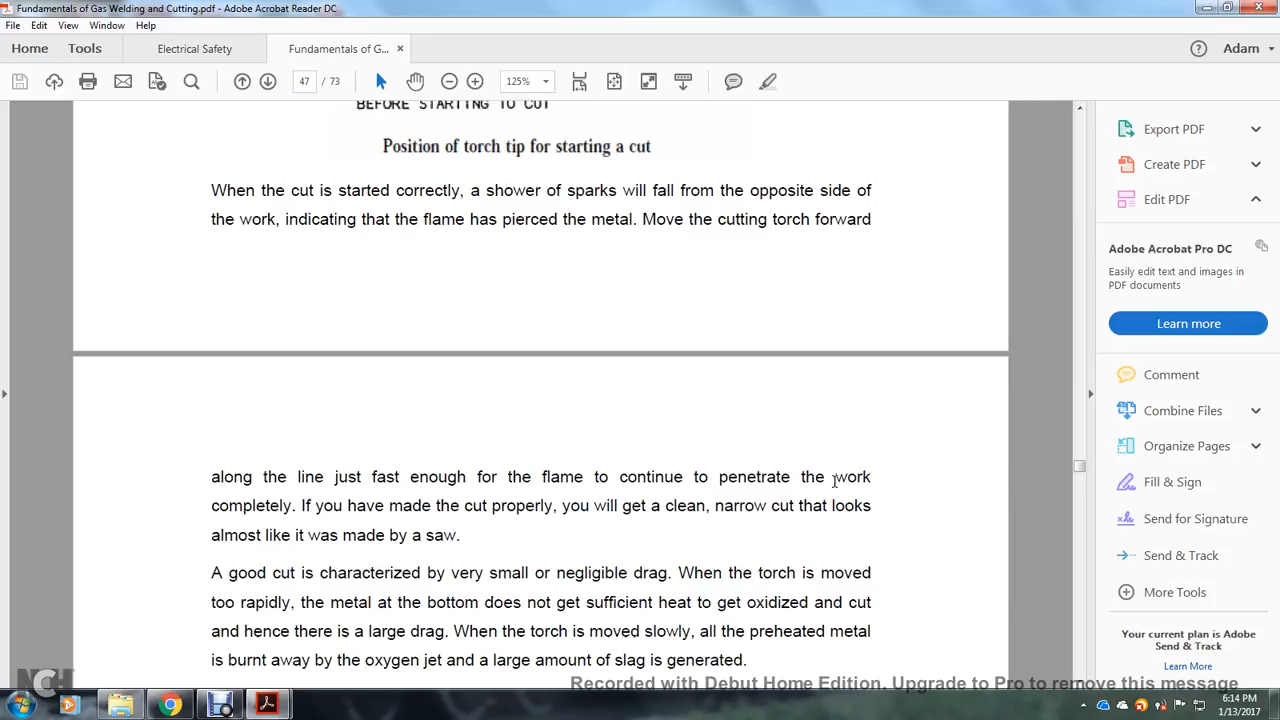 Fundamentals of Gas Welding and Cutting.pdf - Adobe Acrobat Reader DC
File Edit View Window Help
Home Tools Electrical Safety Fundamentals of G... × Adam
47 / 73 125%
BEFORE STARTING TO CUT
Position of torch tip for starting a cut
When the cut is started correctly, a shower of sparks will fall from the opposite side of
the work, indicating that the flame has pierced the metal. Move the cutting torch forward
along the line just fast enough for the flame to continue to penetrate the work
completely. If you have made the cut properly, you will get a clean, narrow cut that looks
almost like it was made by a saw.
A good cut is characterized by very small or negligible drag. When the torch is moved
too rapidly, the metal at the bottom does not get sufficient heat to get oxidized and cut
and hence there is a large drag. When the torch is moved slowly, all the preheated metal
is burnt away by the oxygen jet and a large amount of slag is generated.
Export PDF
Create PDF
Edit PDF
Adobe Acrobat Pro DC
Easily edit text and images in
PDF documents
Learn more
Comment
Combine Files
Organize Pages
Fill & Sign
Send for Signature
Send & Track
More Tools
Your current plan is Adobe
Send & Track
Learn More
NCH
Recorded with Debut Home Edition. Upgrade to Pro to remove this message
6:14 PM
1/13/2017